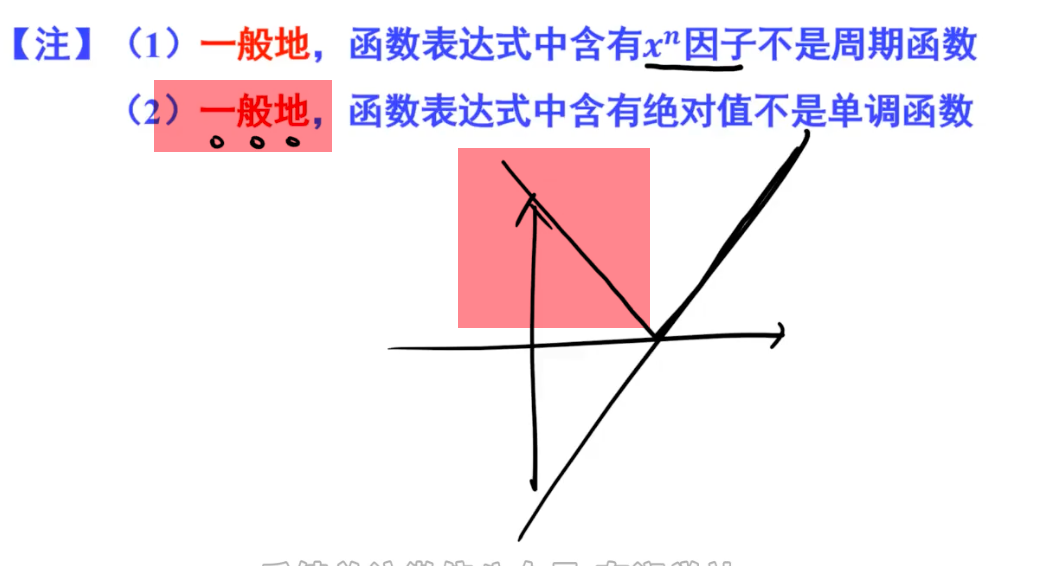 【注】（1）一般地，函数表达式中含有xⁿ因子不是周期函数
（2）一般地，函数表达式中含有绝对值不是单调函数